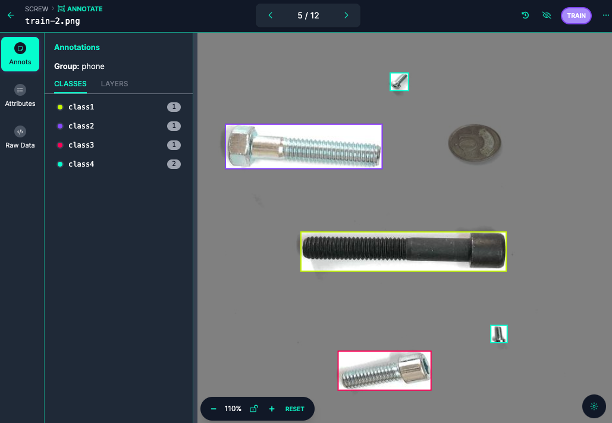 SCREW > ANNOTATE
train-2.png
5 / 12
TRAIN
Annots
Attributes
Raw Data
Annotations
Group: phone
CLASSES LAYERS
class1 1
class2 1
class3 1
class4 2
110% RESET